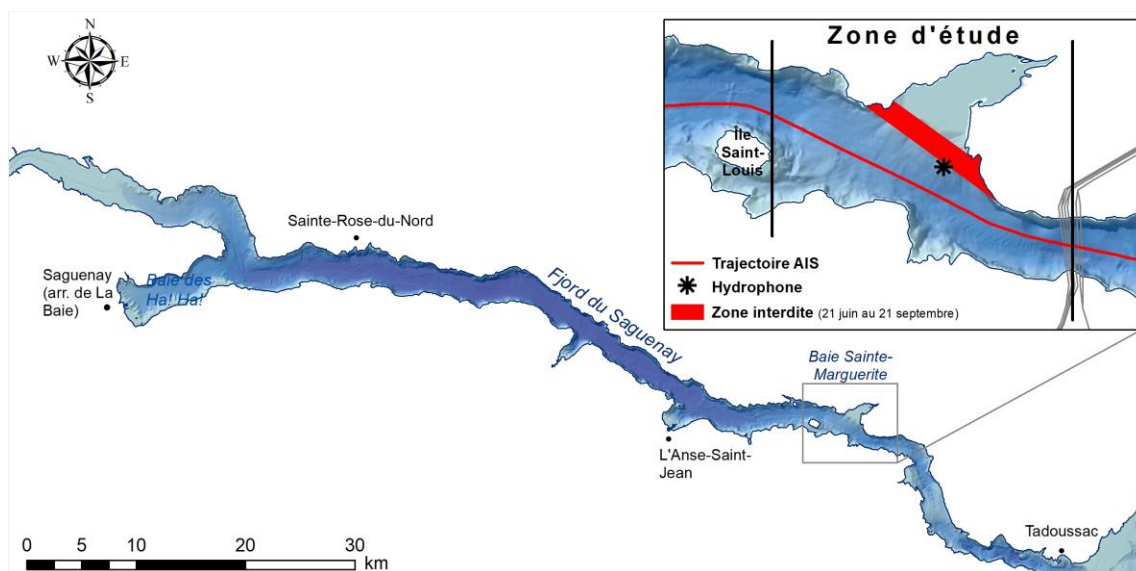 N
W E
S
Zone d'étude
Île
Saint-
Louis
Trajectoire AIS
Hydrophone
Zone interdite (21 juin au 21 septembre)
Sainte-Rose-du-Nord
Saguenay
(arr. de La
Baie)
Baie des
Ha! Ha!
Fjord du Saguenay
Baie Sainte-
Marguerite
L'Anse-Saint-
Jean
Tadoussac
0 5 10 20 30
km